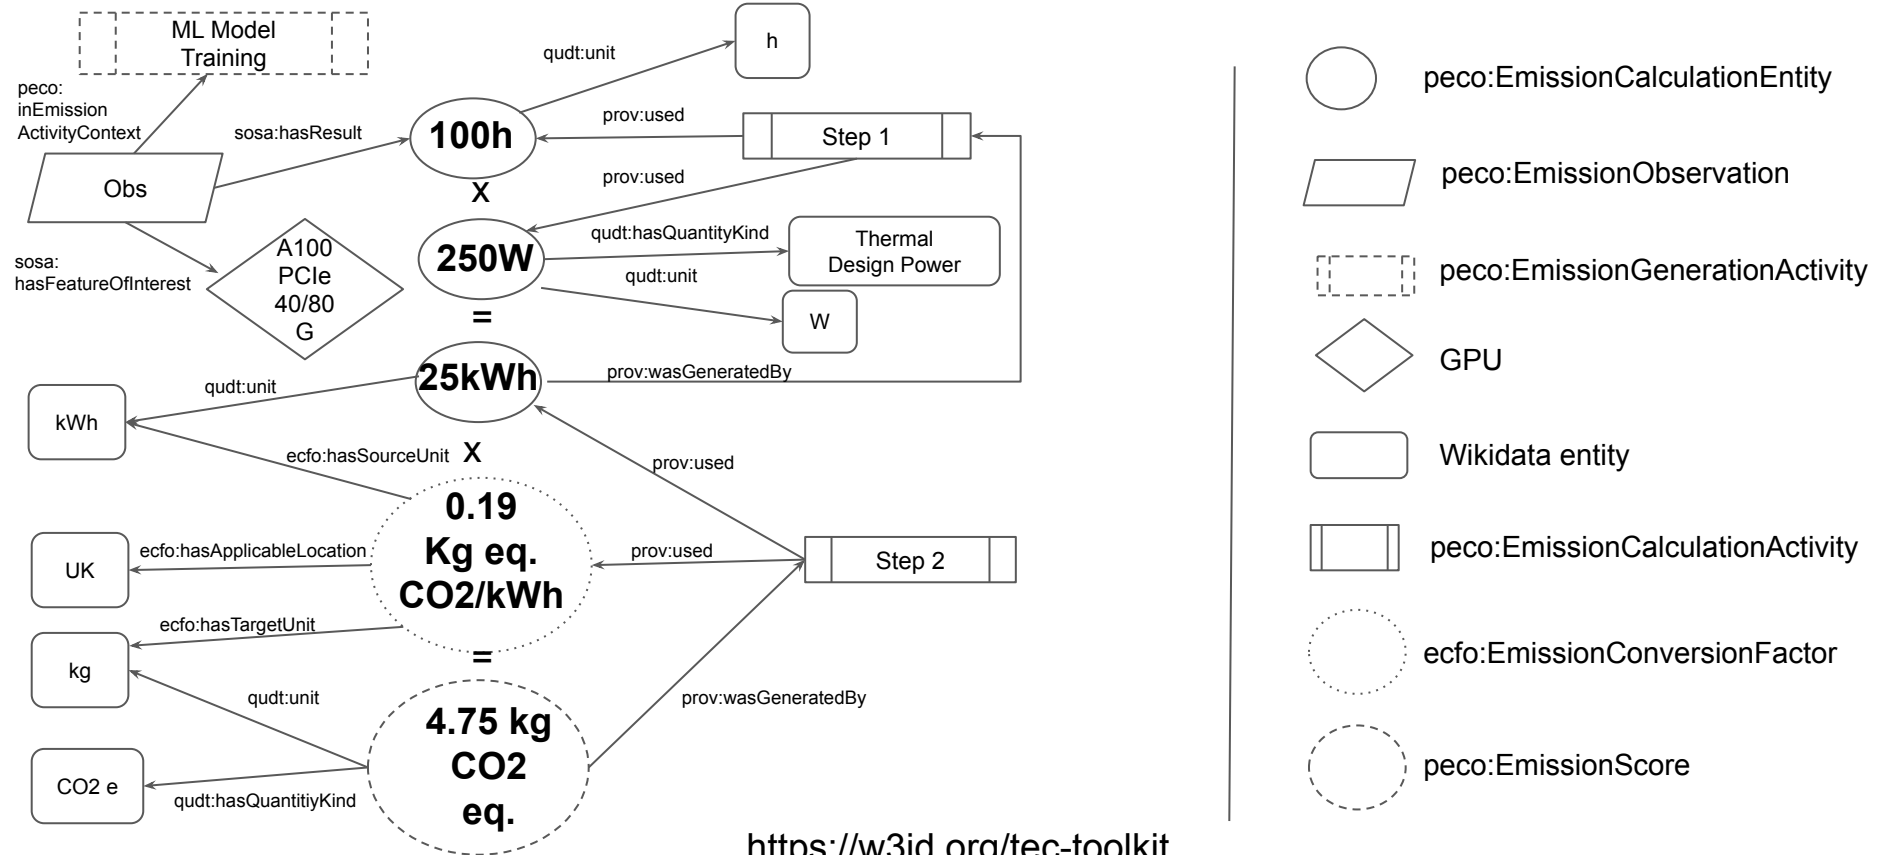 ML Model
Training
peco:
inEmission
ActivityContext
Obs
sosa:hasResult
sosa:
hasFeatureOfInterest
A100
PCIe
40/80
G
100h
qudt:unit
h
prov:used
Step 1
X
prov:used
250W
qudt:hasQuantityKind
Thermal
Design Power
qudt:unit
W
=
25kWh
prov:wasGeneratedBy
qudt:unit
kWh
ecfo:hasSourceUnit
X
prov:used
0.19
Kg eq.
CO2/kWh
ecfo:hasApplicableLocation
UK
prov:used
Step 2
ecfo:hasTargetUnit
kg
=
qudt:unit
prov:wasGeneratedBy
4.75 kg
CO2
eq.
CO2 e
qudt:hasQuantitiyKind
https://w3id.org/tec-toolkit
peco:EmissionCalculationEntity
peco:EmissionObservation
peco:EmissionGenerationActivity
GPU
Wikidata entity
peco:EmissionCalculationActivity
ecfo:EmissionConversionFactor
peco:EmissionScore